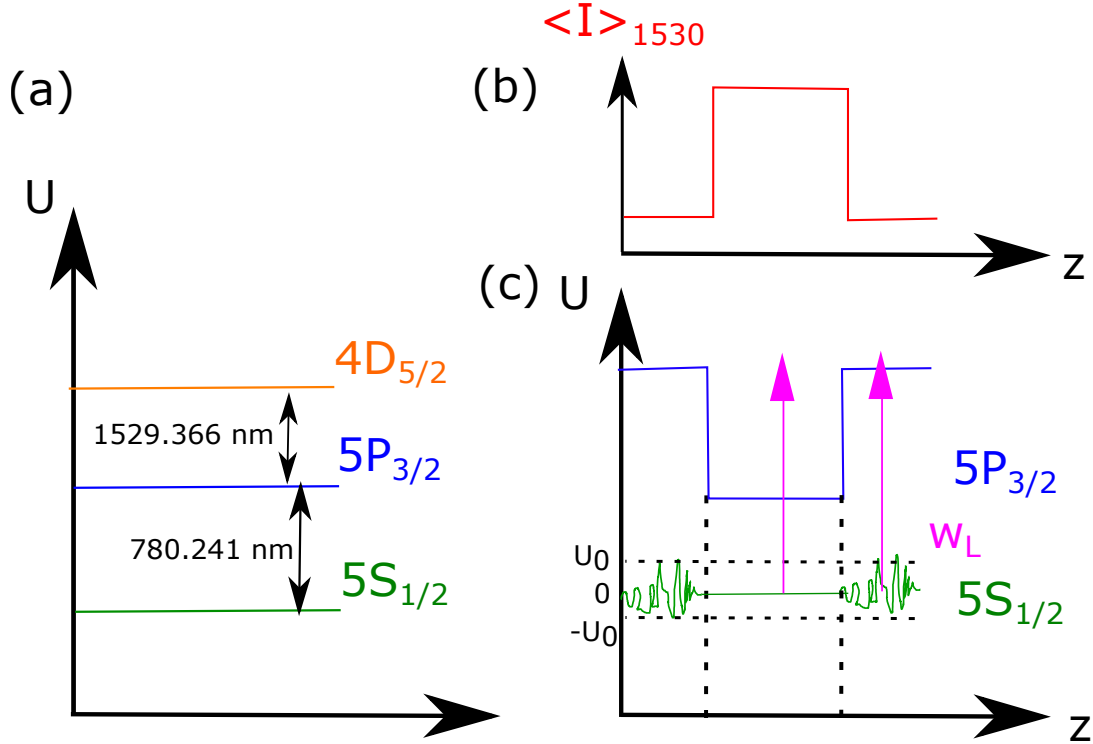 (a)
U
4D5/2
1529.366 nm
5P3/2
780.241 nm
5S1/2
<I>1530
(b)
z
(c)
U
5P3/2
wL
U0
0
-U0
5S1/2
z